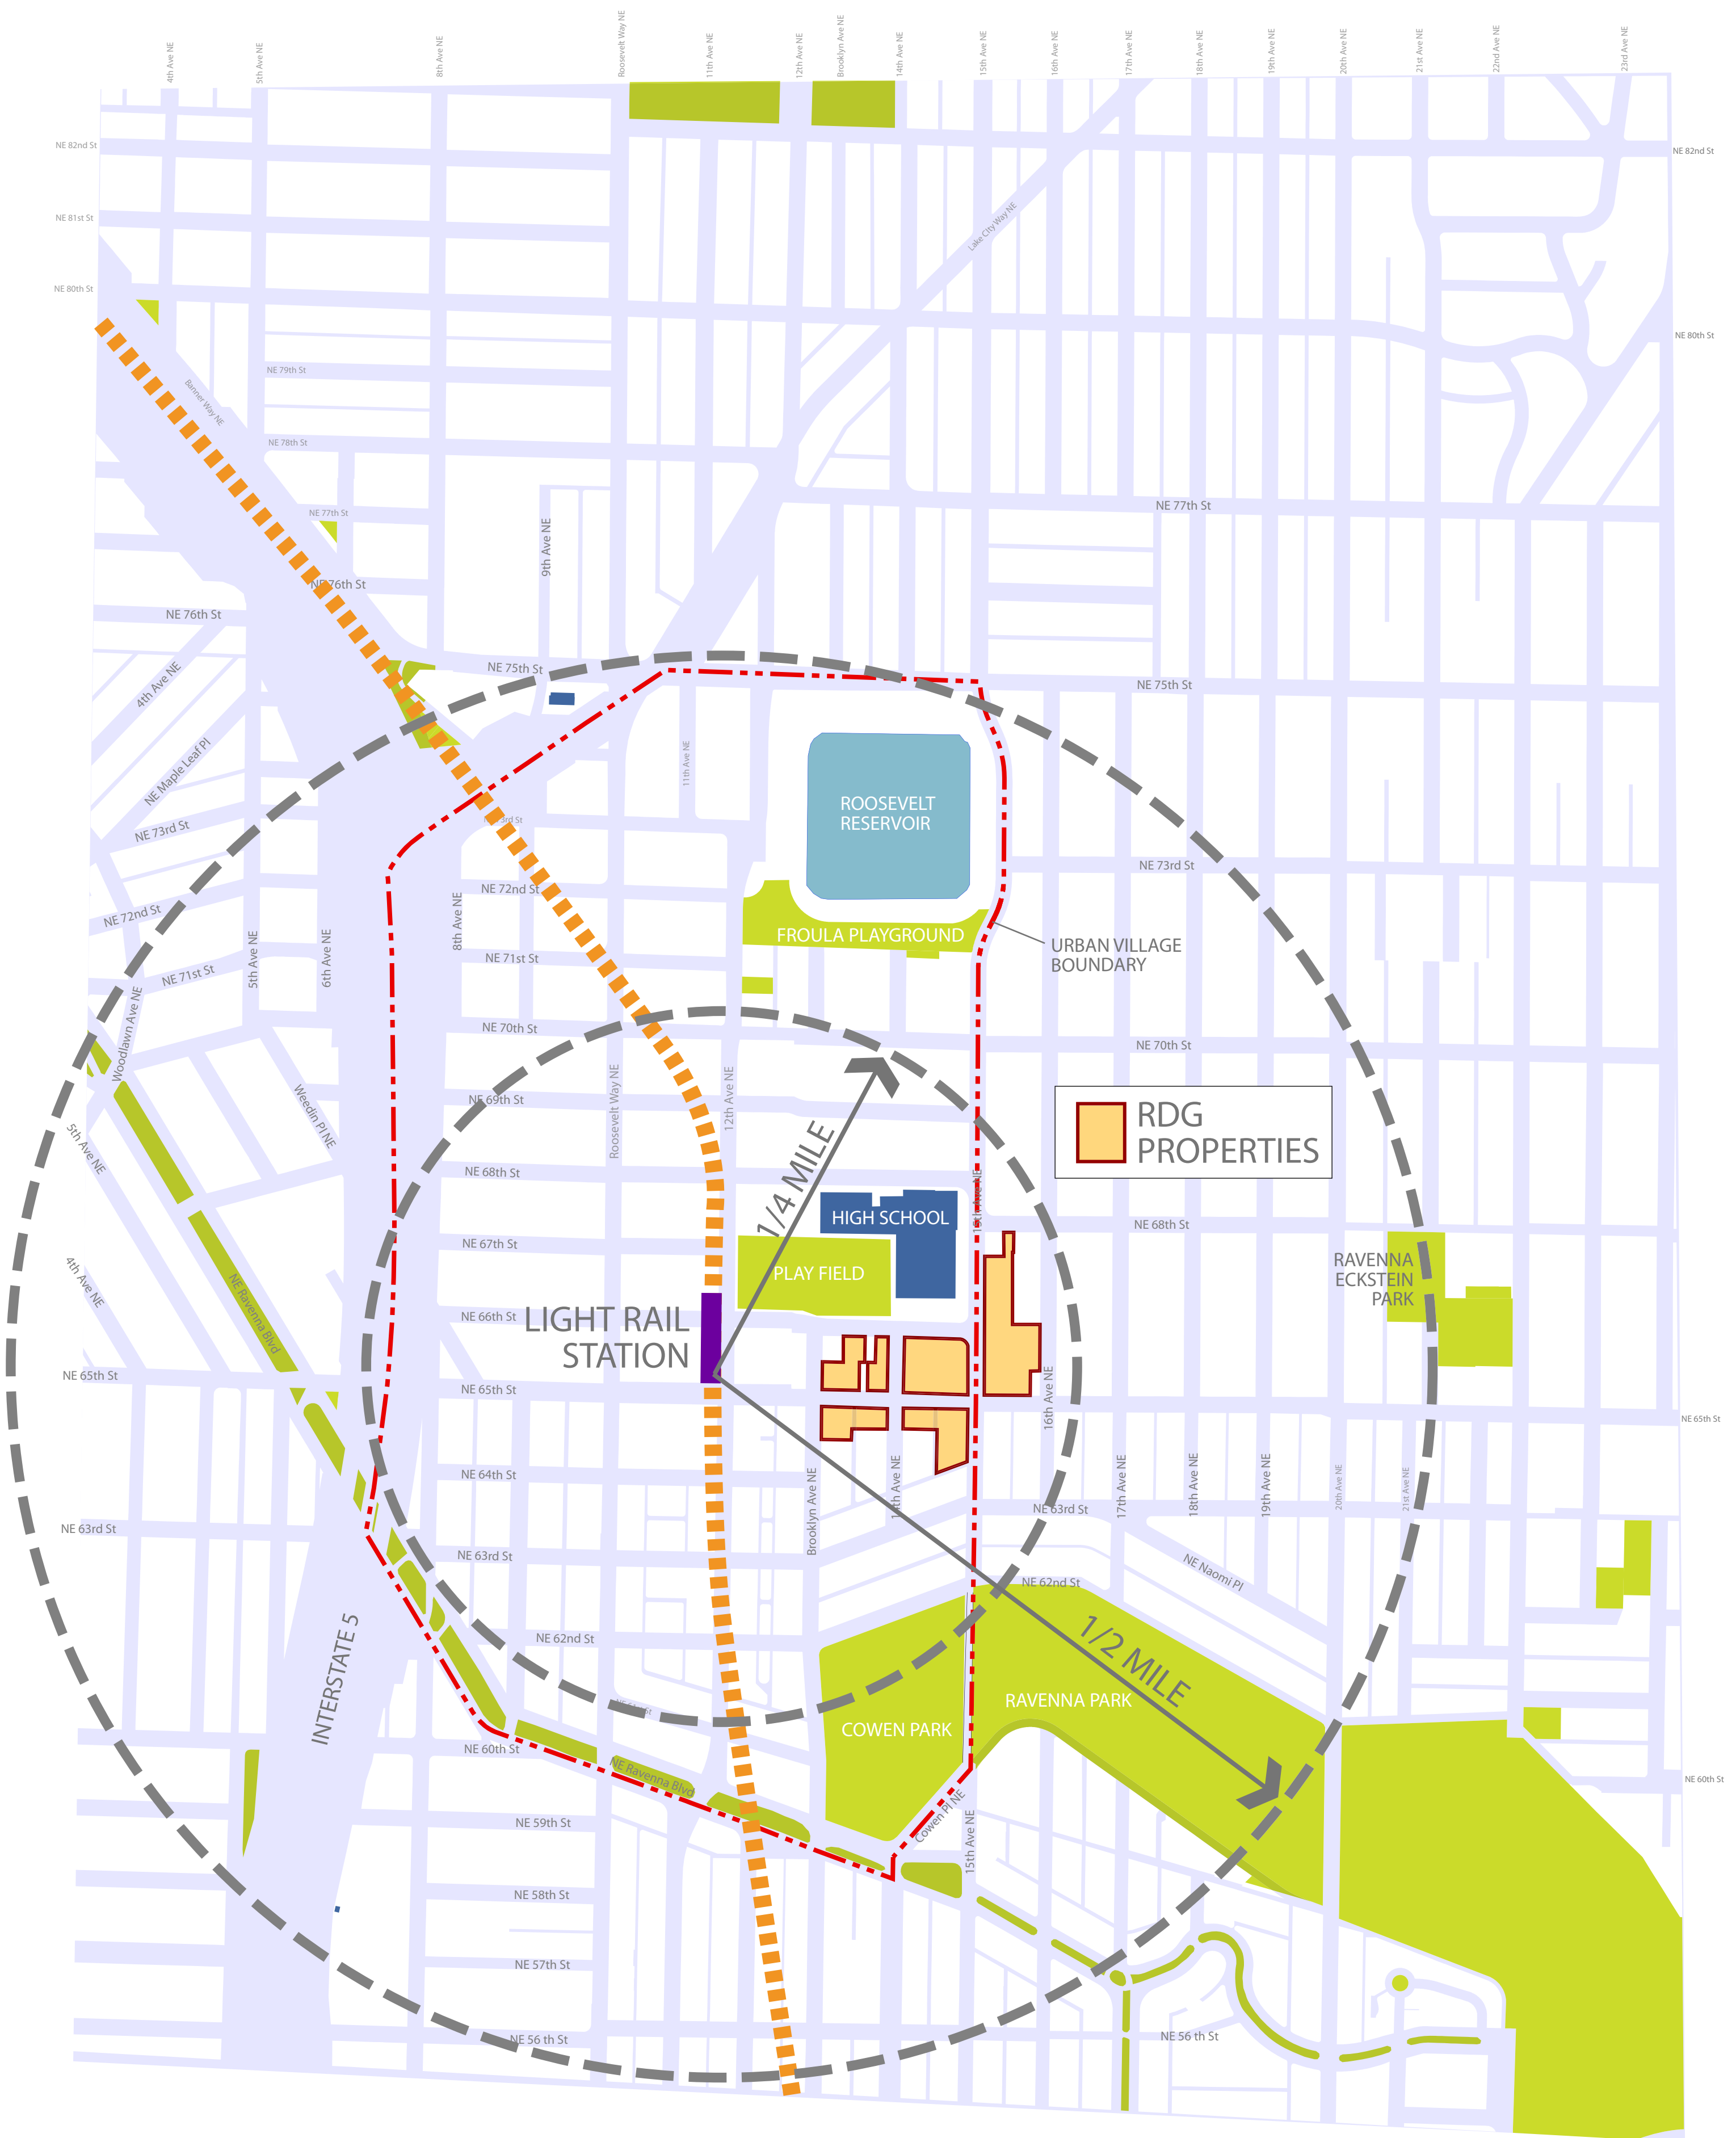 4th Ave NE
5th Ave NE
8th Ave NE
Roosevelt Way NE
11th Ave NE
12th Ave NE
Brooklyn Ave NE
14th Ave NE
15th Ave NE
16th Ave NE
17th Ave NE
18th Ave NE
19th Ave NE
20th Ave NE
21st Ave NE
22nd Ave NE
23rd Ave NE
NE 82nd St
NE 82nd St
NE 81st St
Lake City Way NE
NE 80th St
NE 80th St
NE 79th St
Banner Way NE
NE 78th St
NE 77th St
NE 77th St
9th Ave NE
NE 76th St
NE 76th St
4th Ave NE
NE 75th St
NE 75th St
NE Maple Leaf Pl
11th Ave NE
ROOSEVELT
RESERVOIR
NE 73rd St
NE 73rd St
NE 72nd St
NE 72nd St
8th Ave NE
5th Ave NE
6th Ave NE
FROULA PLAYGROUND
URBAN VILLAGE
BOUNDARY
NE 71st St
NE 71st St
Woodlawn Ave NE
NE 70th St
NE 70th St
NE 69th St
Roosevelt Way NE
12th Ave NE
Weedin Pl NE
5th Ave NE
RDG
PROPERTIES
1/4 MILE
NE 68th St
15th Ave NE
HIGH SCHOOL
NE 68th St
NE 67th St
PLAY FIELD
RAVENNA
ECKSTEIN
PARK
4th Ave NE
NE Ravenna Blvd
NE 66th St
LIGHT RAIL
STATION
NE 65th St
NE 65th St
16th Ave NE
NE 65th St
NE 64th St
Brooklyn Ave NE
14th Ave NE
17th Ave NE
18th Ave NE
19th Ave NE
20th Ave NE
21st Ave NE
NE 63rd St
NE 63rd St
NE 63rd St
NE Naomi Pl
NE 62nd St
NE 62nd St
INTERSTATE 5
1/2 MILE
RAVENNA PARK
COWEN PARK
NE 60th St
NE Ravenna Blvd
NE 60th St
Cowen Pl NE
15th Ave NE
NE 59th St
NE 58th St
NE 57th St
NE 56 th St
NE 56 th St